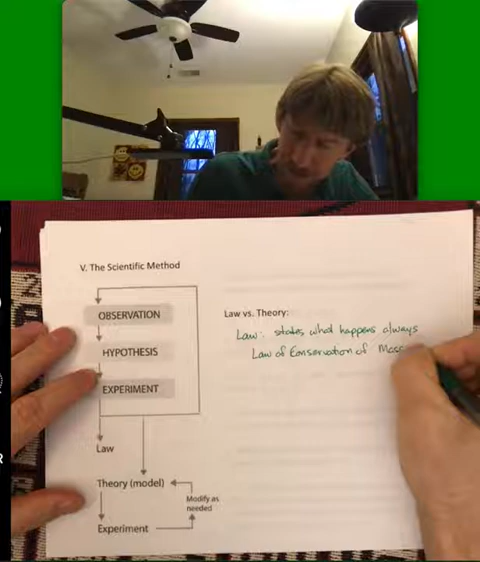 V. The Scientific Method
OBSERVATION
HYPOTHESIS
EXPERIMENT
Law
Theory (model)
Modify as
needed
Experiment
Law vs. Theory:
Law: states what happens always
Law of Conservation of Mass